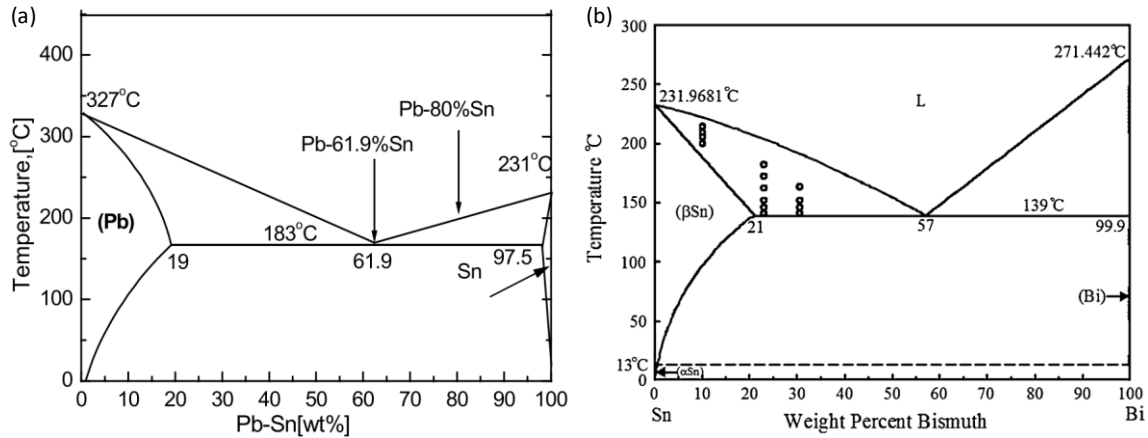 (a)
Temperature,[°C]
400
300
200
100
0
327°C
(Pb)
Pb-80%Sn
Pb-61.9%Sn
231°C
183°C
19
61.9
97.5
Sn
0 10 20 30 40 50 60 70 80 90 100
Pb-Sn[wt%]
(b)
Temperature °C
300
250
200
150
100
50
0
271.442°C
231.9681°C
L
(βSn)
139°C
21
57
99.9
(Bi)
13°C
(αSn)
0 10 20 30 40 50 60 70 80 90 100
Sn
Weight Percent Bismuth
Bi